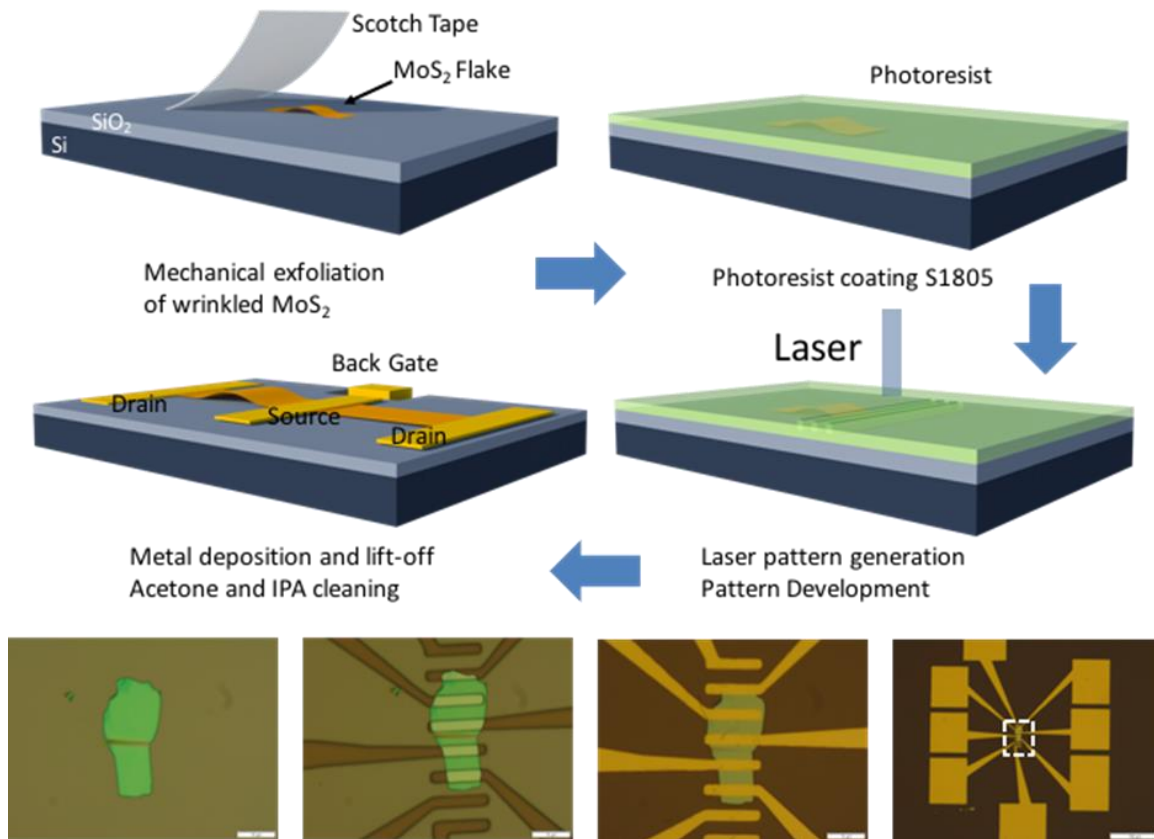 Scotch Tape
MoS₂ Flake
SiO₂
Si
Mechanical exfoliation
of wrinkled MoS₂
Photoresist
Photoresist coating S1805
Laser
Laser pattern generation
Pattern Development
Back Gate
Drain
Source
Drain
Metal deposition and lift-off
Acetone and IPA cleaning